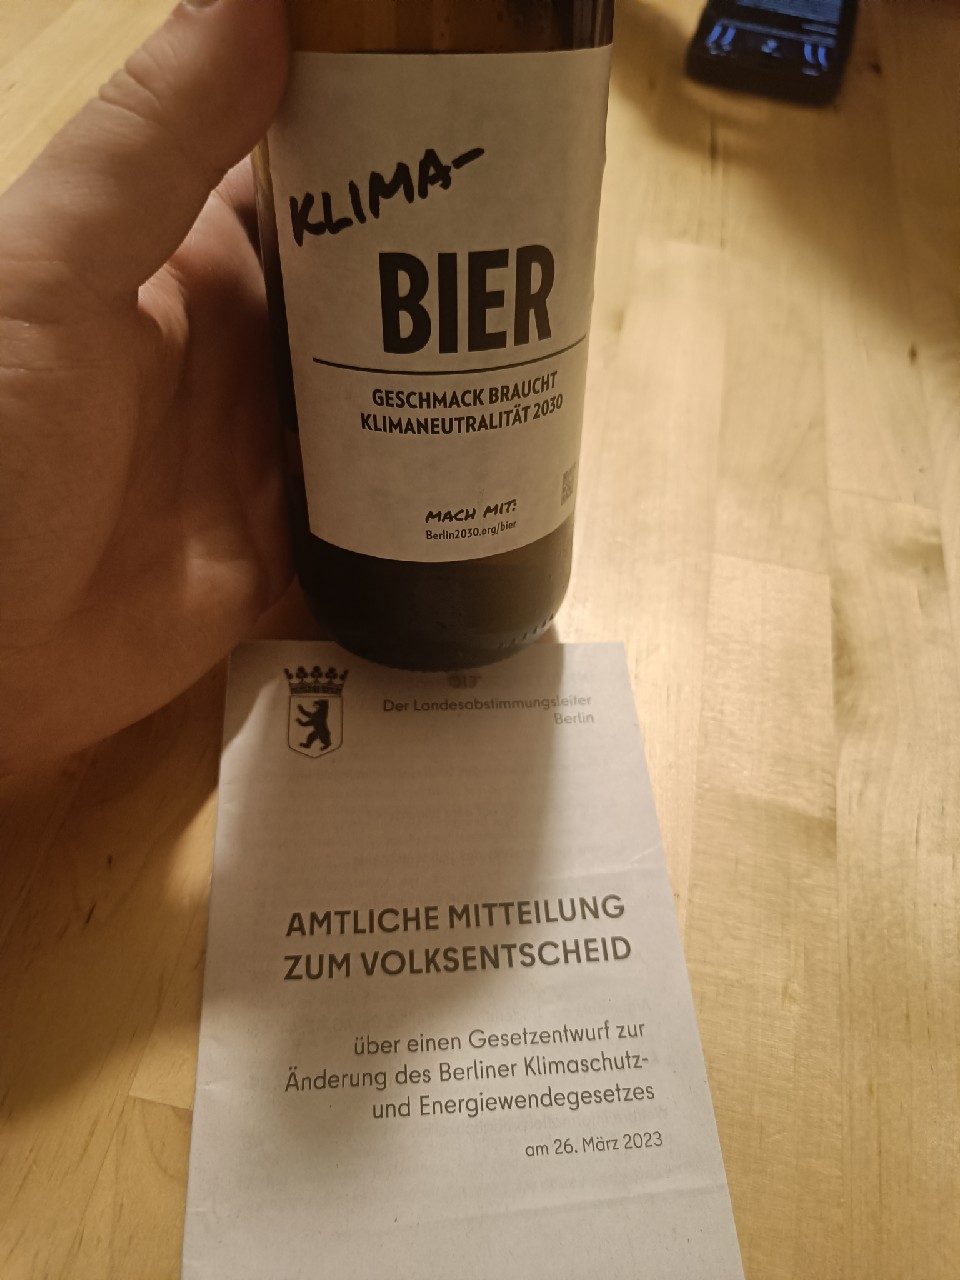 KLIMA-
BIER
GESCHMACK BRAUCHT
KLIMANEUTRALITÄT 2030
MACH MIT:
Berlin2030.org/bier
Der Landesabstimmungsleiter
Berlin
AMTLICHE MITTEILUNG
ZUM VOLKSENTSCHEID
über einen Gesetzentwurf zur
Änderung des Berliner Klimaschutz-
und Energiewendegesetzes
am 26. März 2023